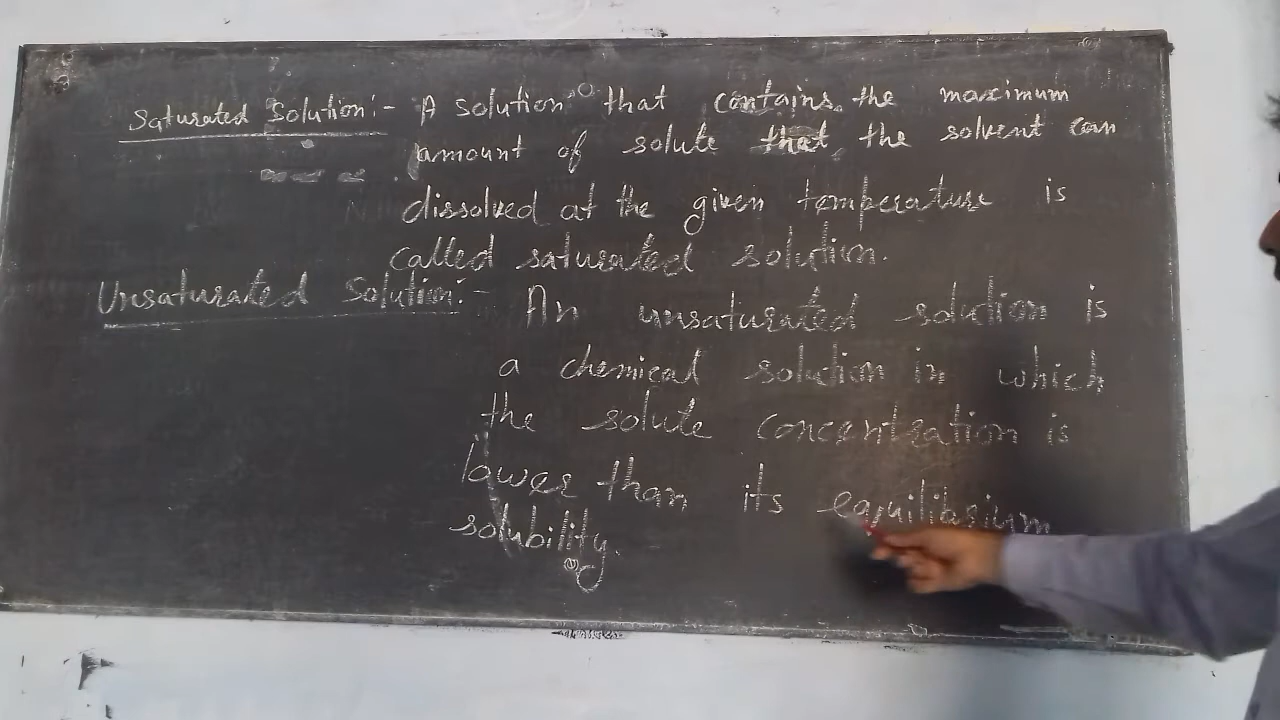 Saturated Solution:- A solution that contains the maximum
amount of solute that the solvent can
dissolved at the given temperature is
called saturated solution.
Unsaturated Solution:- An unsaturated solution is
a chemical solution in which
the solute concentration is
lower than its equilibrium
solubility.